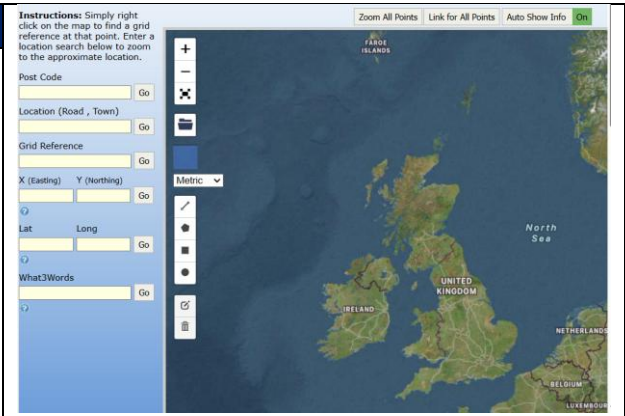 Instructions: Simply right
click on the map to find a grid
reference at that point. Enter a
location search below to zoom
to the approximate location.
Post Code
Go
Location (Road , Town)
Go
Grid Reference
Go
X (Easting) Y (Northing)
Go
?
Lat Long
Go
?
What3Words
Go
?
Zoom All Points Link for All Points Auto Show Info On
+
−
Metric
FAROE
ISLANDS
North
Sea
UNITED
KINGDOM
IRELAND
NETHERLANDS
BELGIUM
LUXEMBOUR